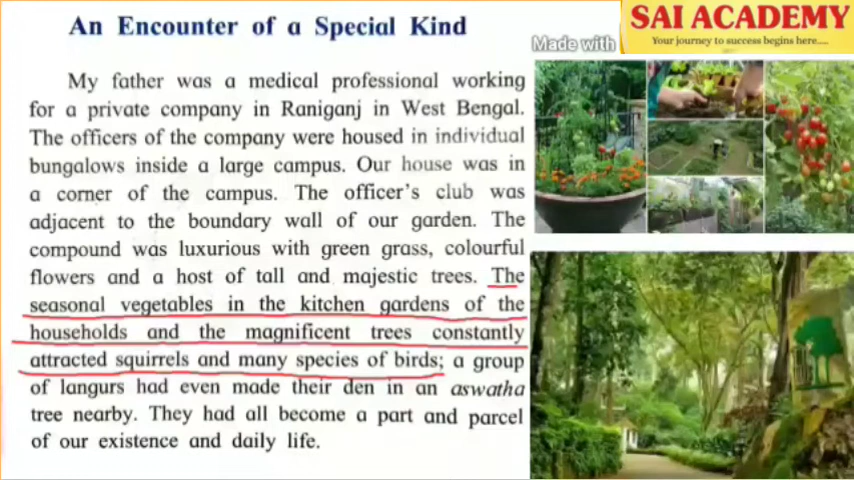 An Encounter of a Special Kind
Made with
SAI ACADEMY
Your journey to success begins here....
My father was a medical professional working
for a private company in Raniganj in West Bengal.
The officers of the company were housed in individual
bungalows inside a large campus. Our house was in
a corner of the campus. The officer's club was
adjacent to the boundary wall of our garden. The
compound was luxurious with green grass, colourful
flowers and a host of tall and majestic trees. The
seasonal vegetables in the kitchen gardens of the
households and the magnificent trees constantly
attracted squirrels and many species of birds; a group
of langurs had even made their den in an aswatha
tree nearby. They had all become a part and parcel
of our existence and daily life.